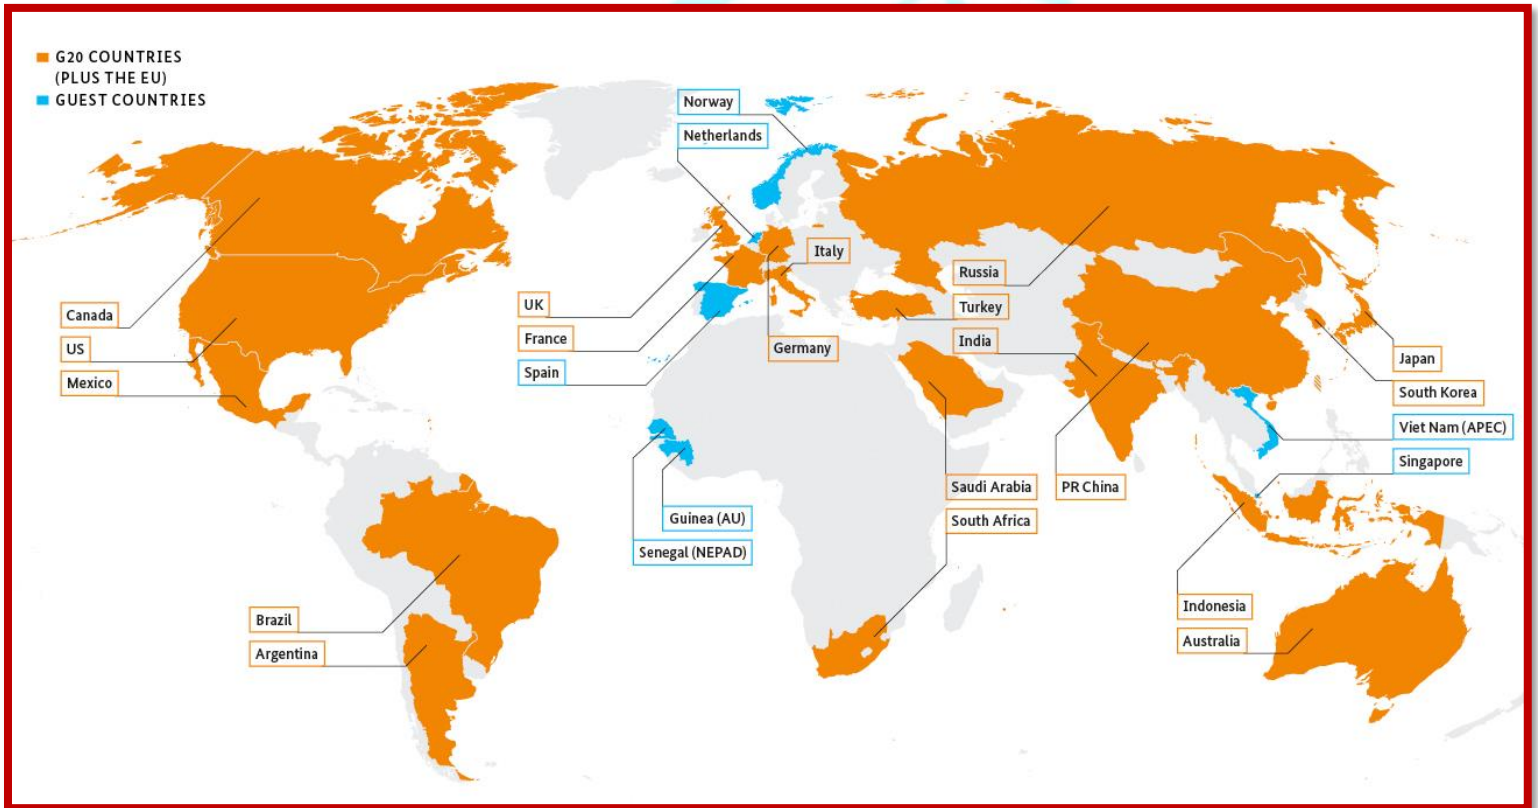 G20 COUNTRIES
(PLUS THE EU)
GUEST COUNTRIES
Norway
Netherlands
Italy
Russia
Canada
UK
Turkey
US
France
India
Germany
Japan
Mexico
Spain
South Korea
Viet Nam (APEC)
Singapore
Saudi Arabia
PR China
Guinea (AU)
South Africa
Senegal (NEPAD)
Brazil
Indonesia
Argentina
Australia